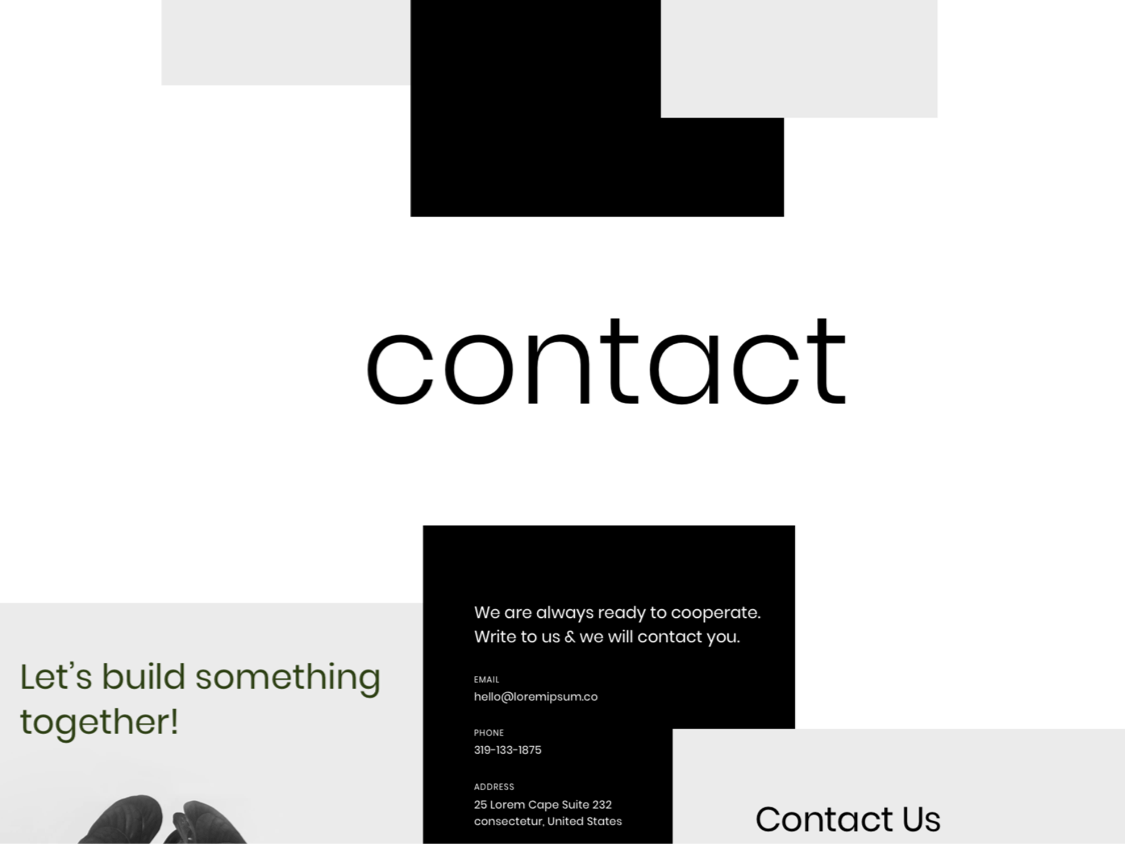 contact
Let’s build something
together!
We are always ready to cooperate.
Write to us & we will contact you.
EMAIL
hello@loremipsum.co
PHONE
319-133-1875
ADDRESS
25 Lorem Cape Suite 232
consectetur, United States
Contact Us